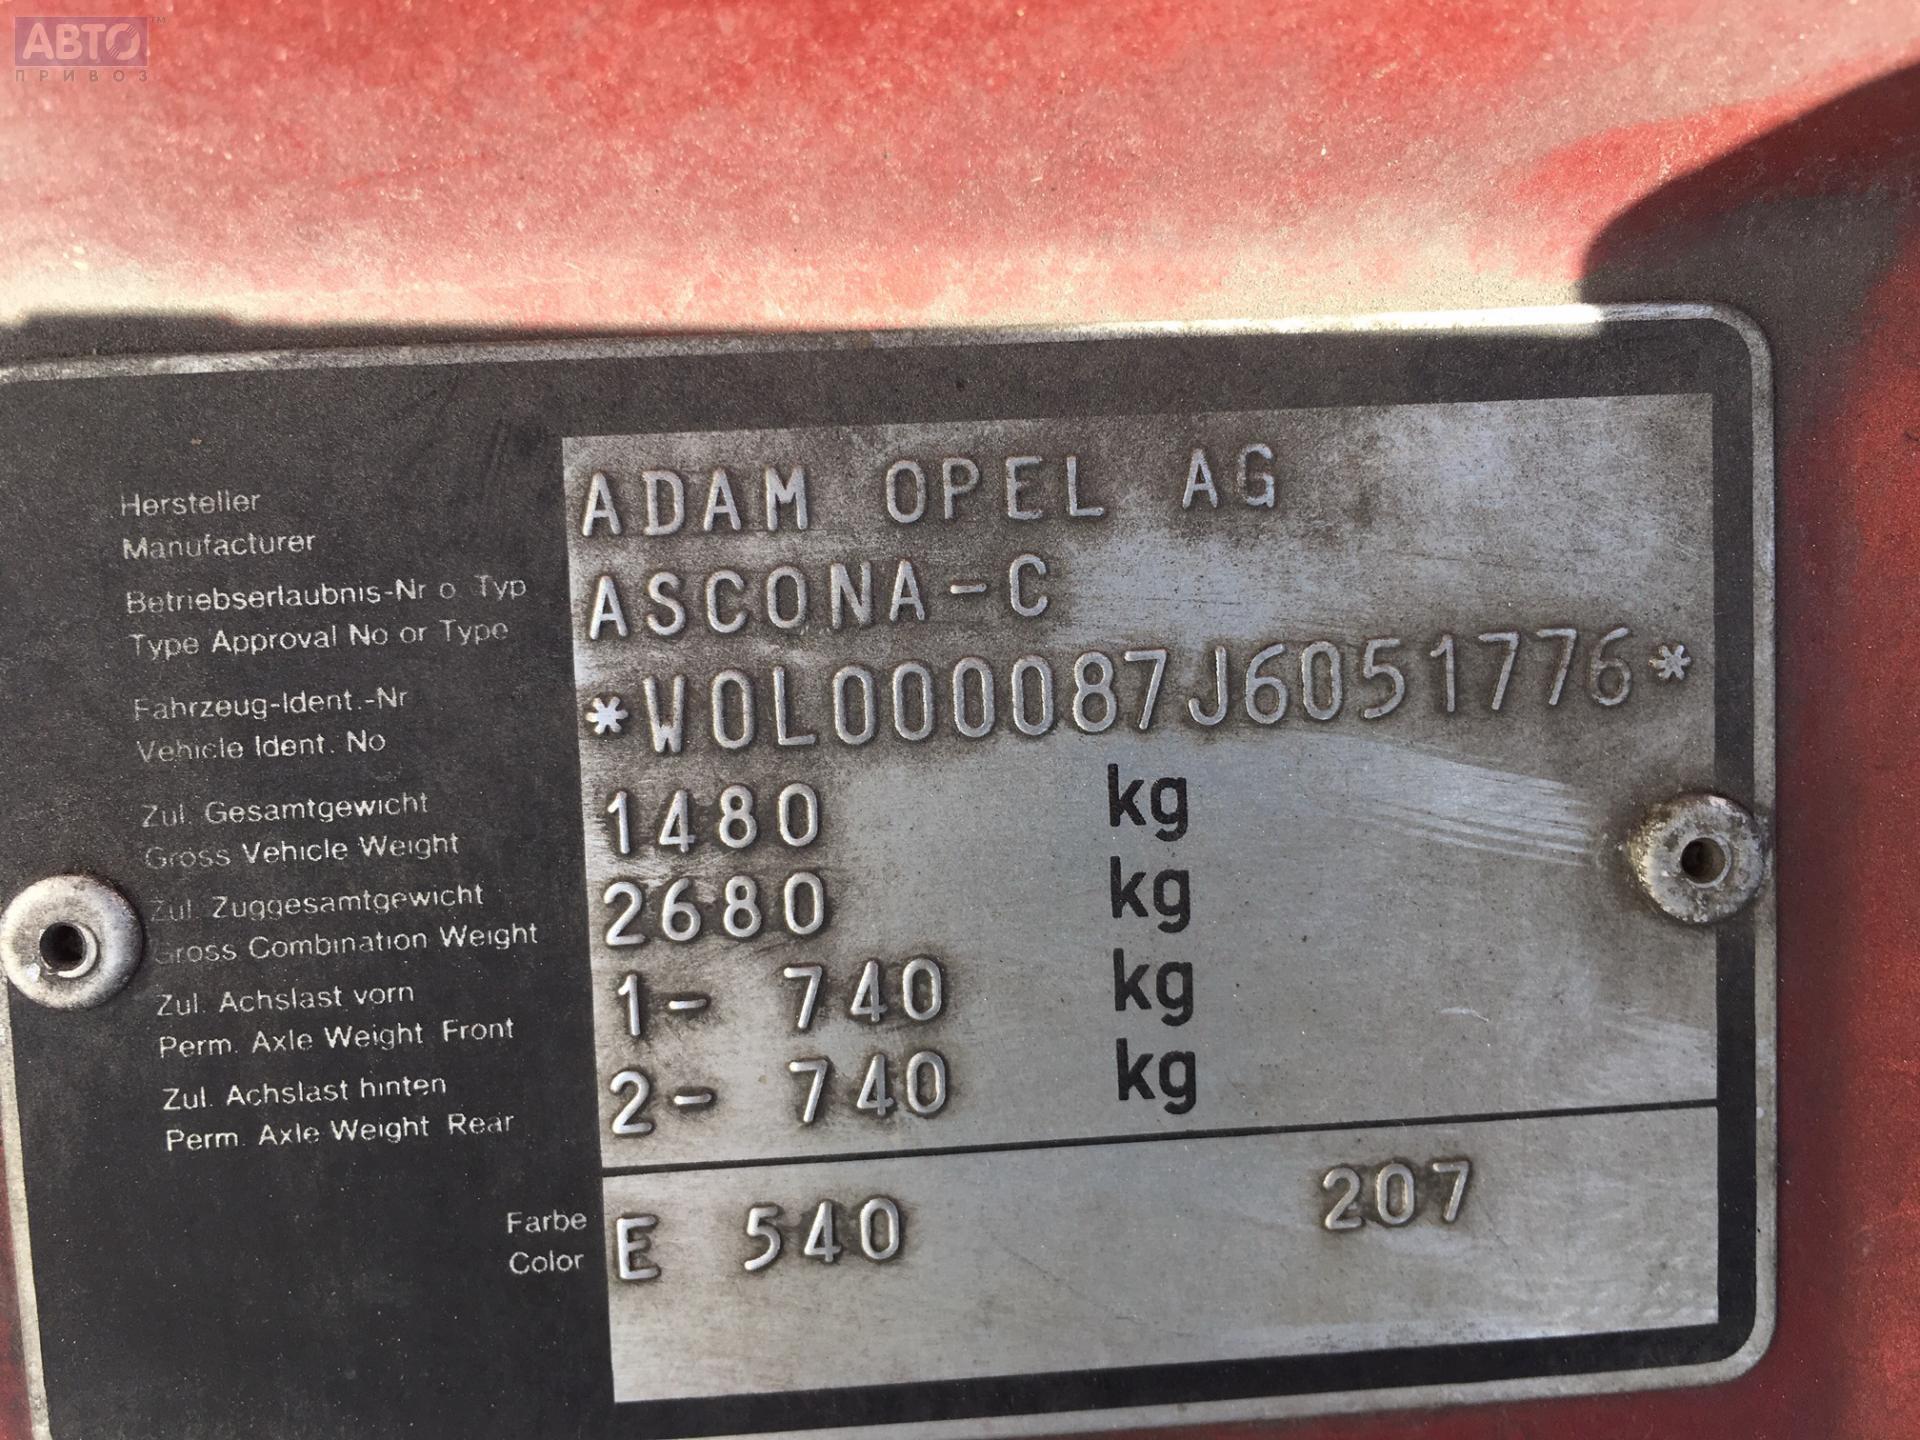 АВТО™
ПРИВОЗ
Hersteller
Manufacturer
ADAM OPEL AG
Betriebserlaubnis-Nr o. Typ
Type Approval No or Type
ASCONA-C
Fahrzeug-Ident.-Nr
Vehicle Ident. No
*W0L000087J6051776*
Zul. Gesamtgewicht
Gross Vehicle Weight
1480 kg
Zul. Zuggesamtgewicht
Gross Combination Weight
2680 kg
Zul. Achslast vorn
Perm. Axle Weight Front
1- 740 kg
Zul. Achslast hinten
Perm. Axle Weight Rear
2- 740 kg
Farbe
Color
E 540 207